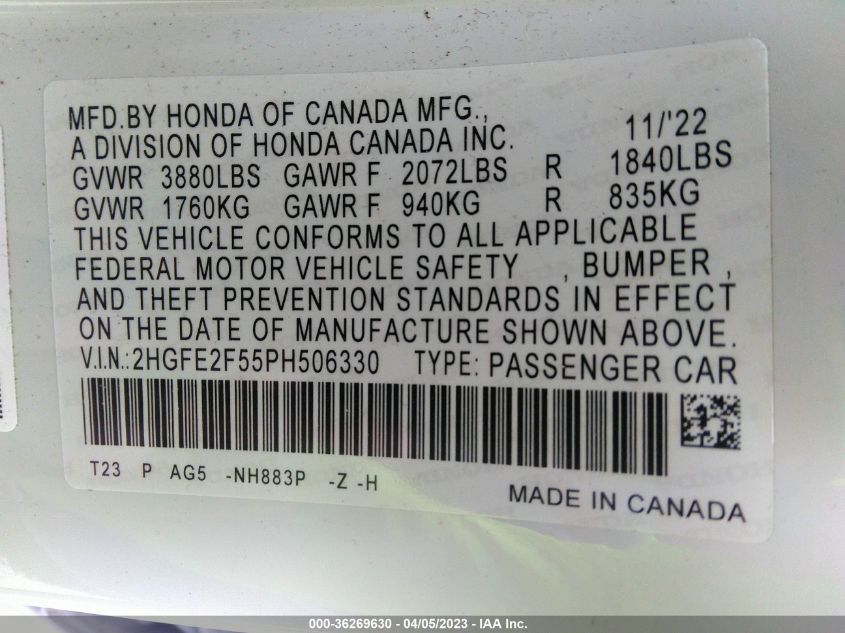 MFD.BY HONDA OF CANADA MFG.,
A DIVISION OF HONDA CANADA INC. 11/'22
GVWR 3880LBS GAWR F 2072LBS R 1840LBS
GVWR 1760KG GAWR F 940KG R 835KG
THIS VEHICLE CONFORMS TO ALL APPLICABLE
FEDERAL MOTOR VEHICLE SAFETY , BUMPER ,
AND THEFT PREVENTION STANDARDS IN EFFECT
ON THE DATE OF MANUFACTURE SHOWN ABOVE.
V.I.N.:2HGFE2F55PH506330 TYPE: PASSENGER CAR
T23 P AG5 -NH883P -Z -H
MADE IN CANADA
000-36269630 - 04/05/2023 - IAA Inc.